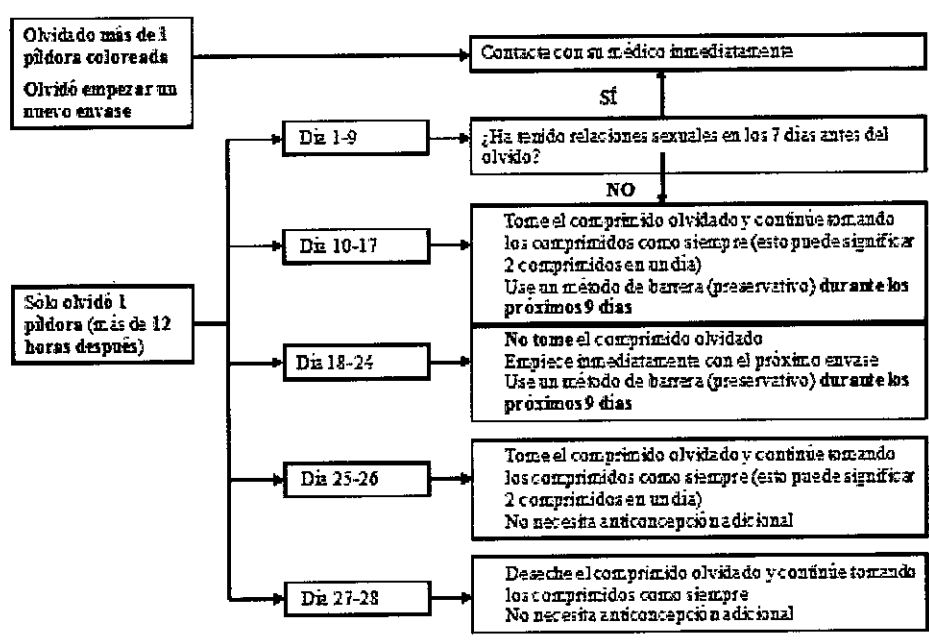 Olvidado más de 1
píldora coloreada
Olvidó empezar un
nuevo envase
Contacte con su médico inmediatamente
SÍ
Día 1-9
¿Ha tenido relaciones sexuales en los 7 días antes del
olvido?
NO
Día 10-17
Tome el comprimido olvidado y continúe tomando
los comprimidos como siempre (esto puede significar
2 comprimidos en un día)
Use un método de barrera (preservativo) durante los
próximos 9 días
Sólo olvidó 1
píldora (más de 12
horas después)
Día 18-24
No tome el comprimido olvidado
Empiece inmediatamente con el próximo envase
Use un método de barrera (preservativo) durante los
próximos 9 días
Día 25-26
Tome el comprimido olvidado y continúe tomando
los comprimidos como siempre (esto puede significar
2 comprimidos en un día)
No necesita anticoncepción adicional
Día 27-28
Deseche el comprimido olvidado y continúe tomando
los comprimidos como siempre
No necesita anticoncepción adicional